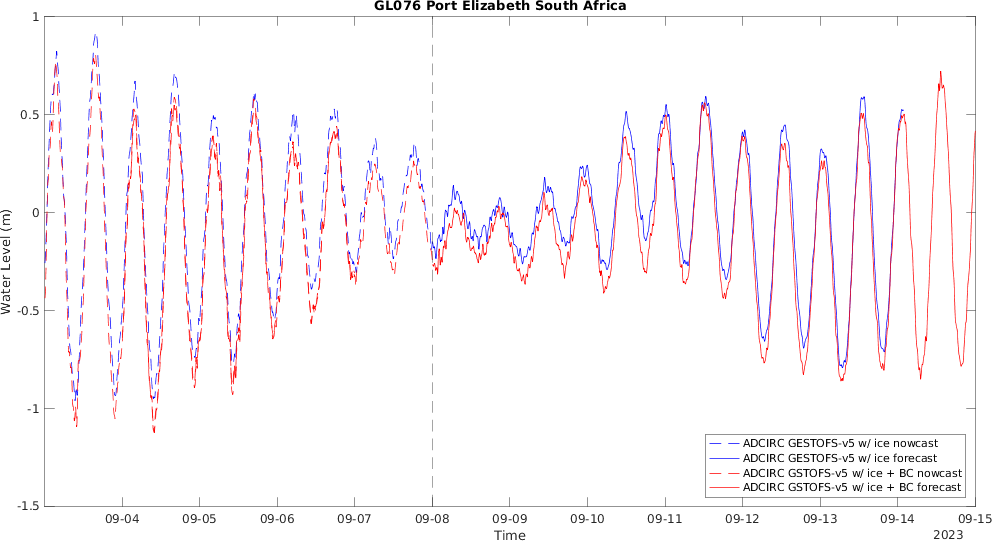 GL076 Port Elizabeth South Africa
1
0.5
0
-0.5
-1
-1.5
Water Level (m)
09-04 09-05 09-06 09-07 09-08 09-09 09-10 09-11 09-12 09-13 09-14 09-15
Time
2023
ADCIRC GESTOFS-v5 w/ ice nowcast
ADCIRC GESTOFS-v5 w/ ice forecast
ADCIRC GSTOFS-v5 w/ ice + BC nowcast
ADCIRC GSTOFS-v5 w/ ice + BC forecast